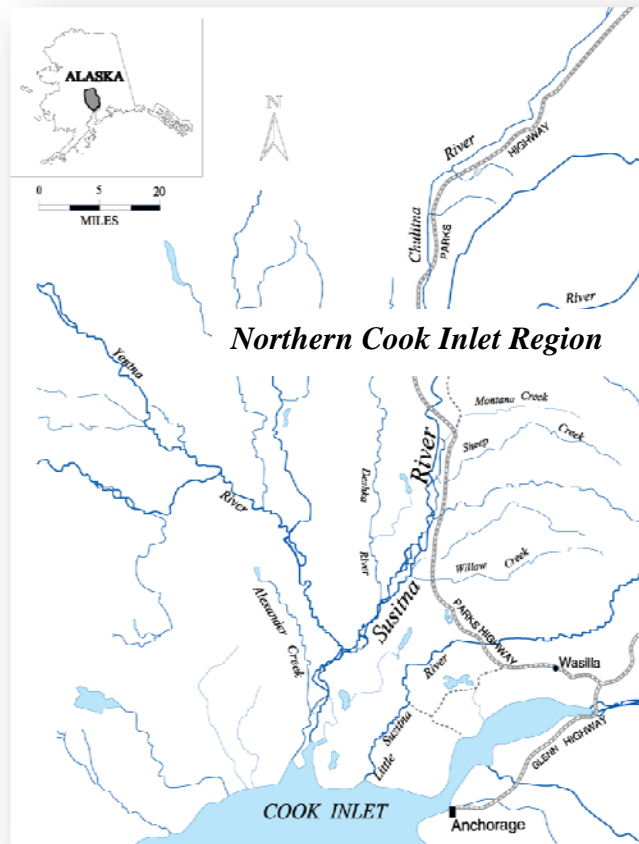 ALASKA
N
0 5 20
MILES
River
HIGHWAY
Chulitna
PARKS
River
Northern Cook Inlet Region
Yentna
River
Montana Creek
Sheep Creek
River
Deshka
River
Willow Creek
Susitna
Alexander Creek
PARKS HIGHWAY
River
Wasilla
Little Susitna
GLENN HIGHWAY
COOK INLET
Anchorage